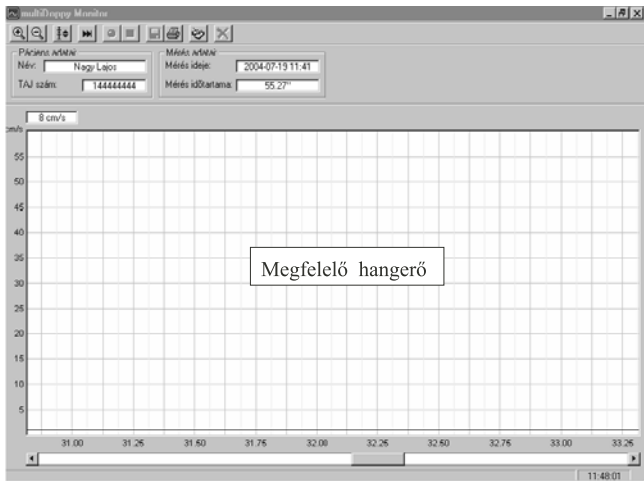 multiDoppy Monitor
Páciens adatai
Név: Nagy Lajos
TAJ szám: 144444444
Mérés adatai
Mérés ideje: 2004-07-19 11:41
Mérés időtartama: 55.27"
8 cm/s
cm/s
55
50
45
40
35
30
25
20
15
10
5
Megfelelő hangerő
31.00 31.25 31.50 31.75 32.00 32.25 32.50 32.75 33.00 33.25
11:48:01